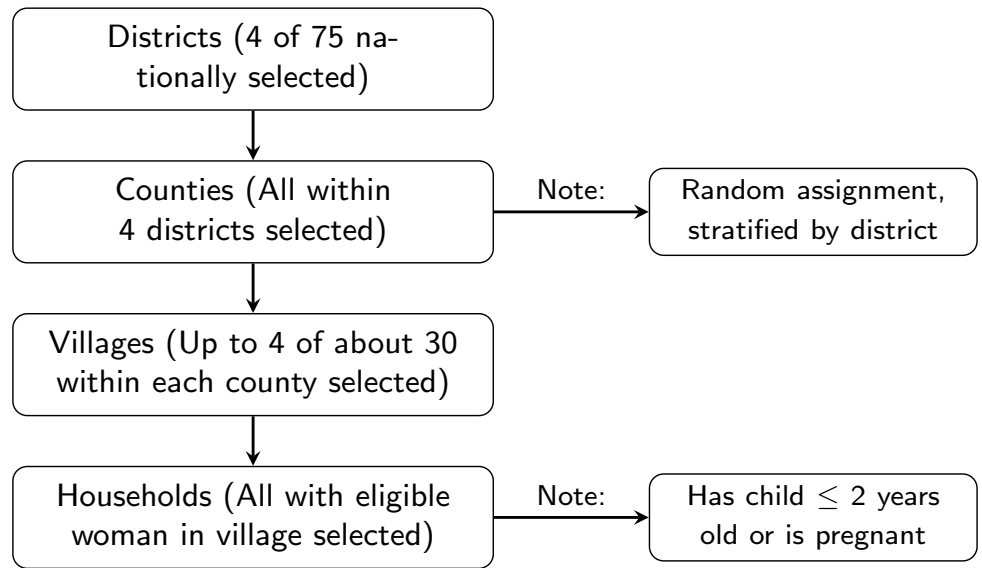 Districts (4 of 75 na-
tionally selected)
Counties (All within
4 districts selected)
Note:
Random assignment,
stratified by district
Villages (Up to 4 of about 30
within each county selected)
Households (All with eligible
woman in village selected)
Note:
Has child ≤ 2 years
old or is pregnant